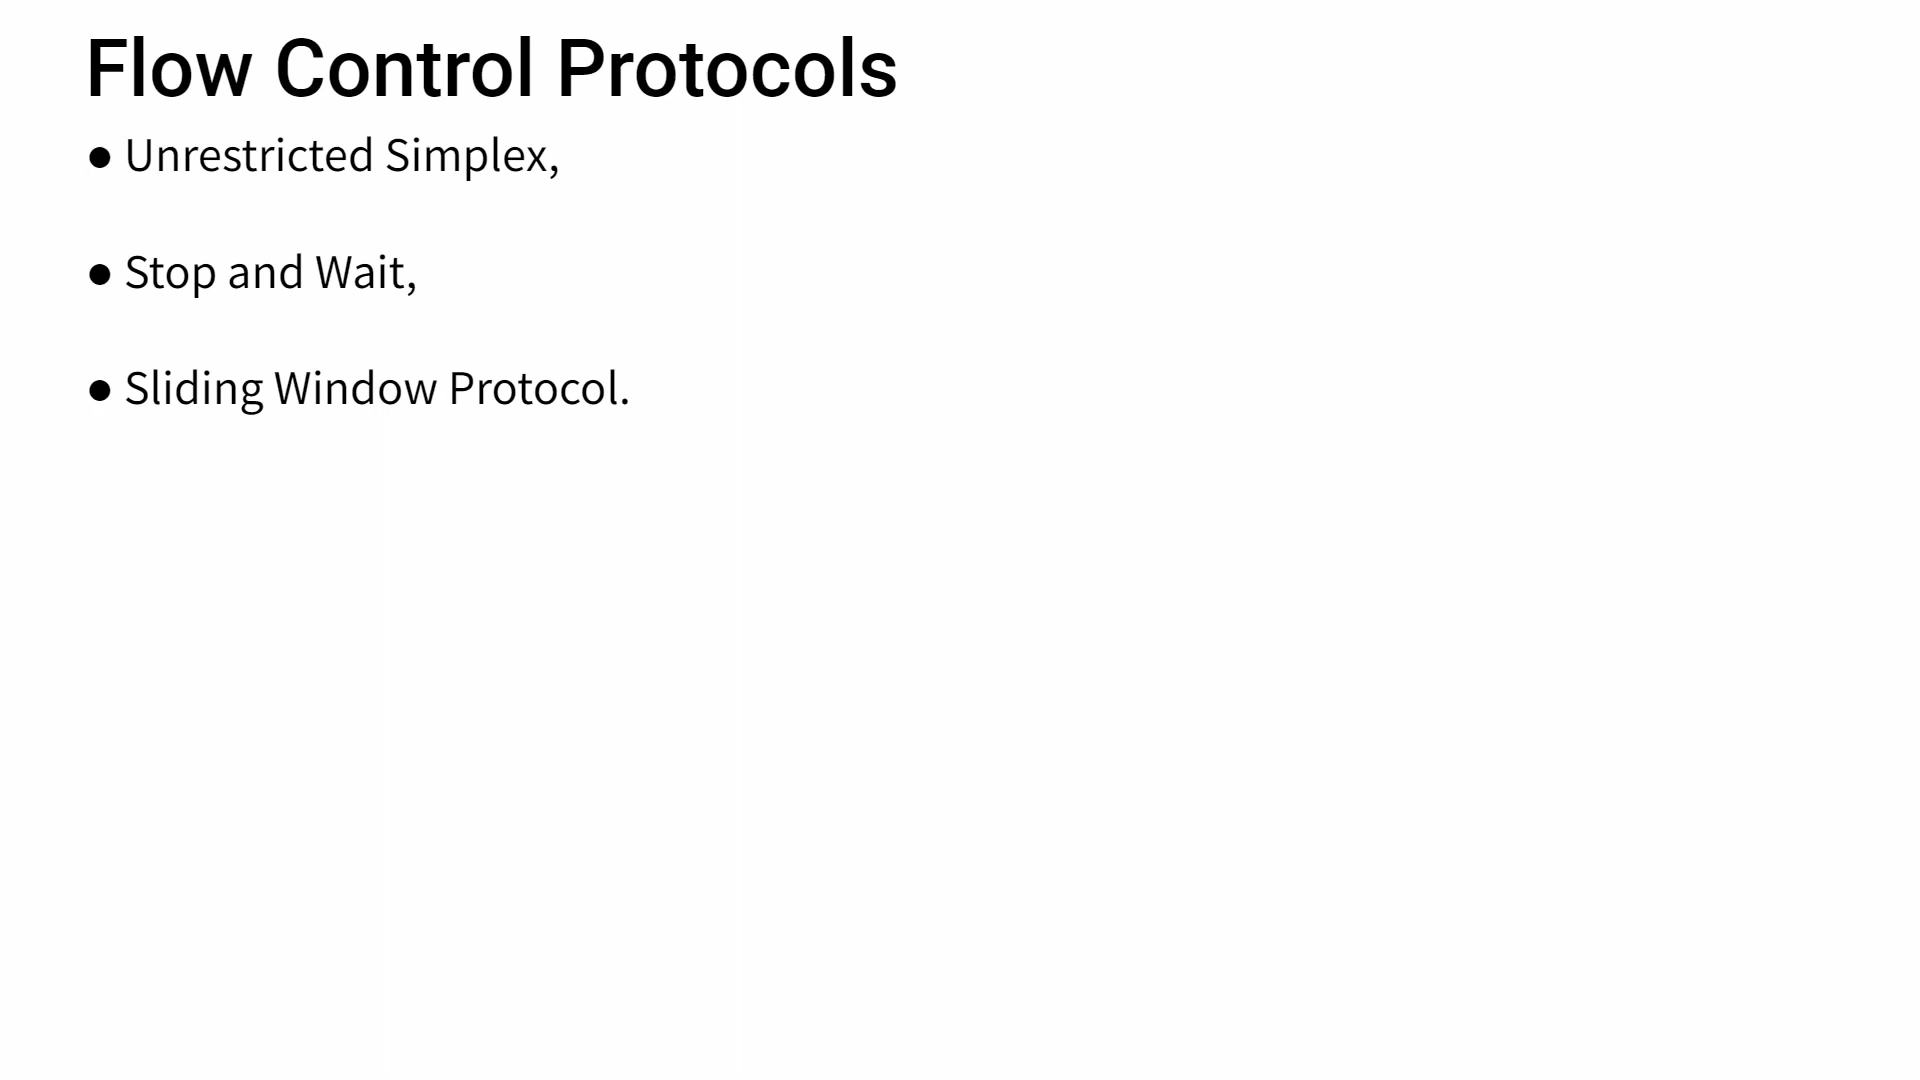 Flow Control Protocols
● Unrestricted Simplex,
● Stop and Wait,
● Sliding Window Protocol.